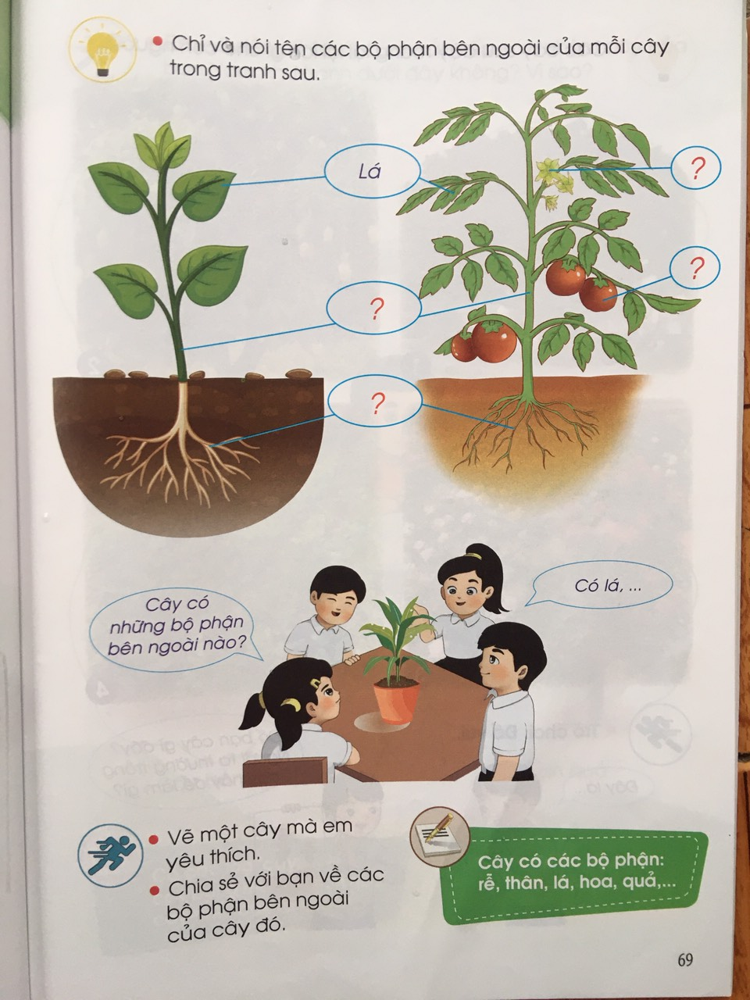 Chỉ và nói tên các bộ phận bên ngoài của mỗi cây
trong tranh sau.
Lá
?
?
?
?
Cây có
những bộ phận
bên ngoài nào?
Có lá, ...
Vẽ một cây mà em
yêu thích.
Chia sẻ với bạn về các
bộ phận bên ngoài
của cây đó.
Cây có các bộ phận:
rễ, thân, lá, hoa, quả,...
69